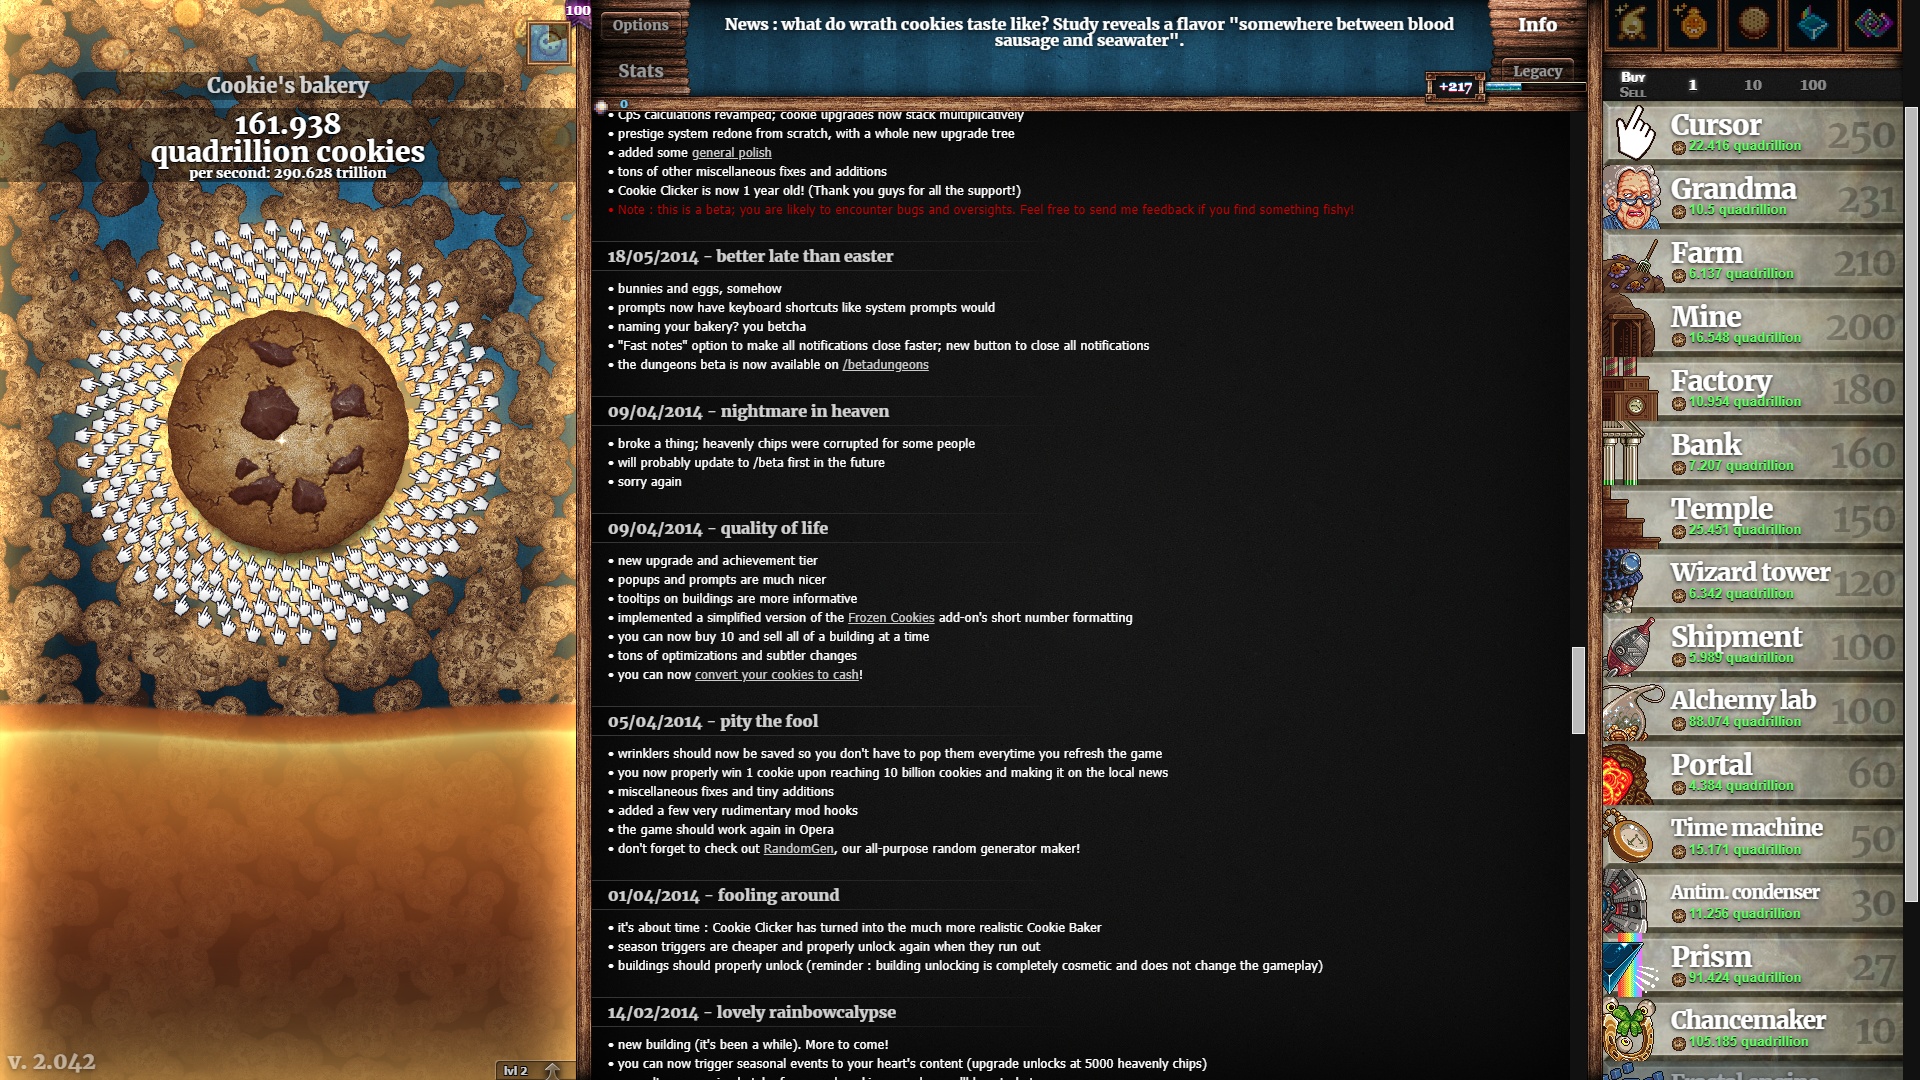 100
Cookie's bakery
161.938
quadrillion cookies
per second: 290.628 trillion
v. 2.042
lvl 2
Options
Stats
News : what do wrath cookies taste like? Study reveals a flavor "somewhere between blood
sausage and seawater".
Info
Legacy
+217
0
• CpS calculations revamped; cookie upgrades now stack multiplicatively
• prestige system redone from scratch, with a whole new upgrade tree
• added some general polish
• tons of other miscellaneous fixes and additions
• Cookie Clicker is now 1 year old! (Thank you guys for all the support!)
• Note : this is a beta; you are likely to encounter bugs and oversights. Feel free to send me feedback if you find something fishy!
18/05/2014 - better late than easter
• bunnies and eggs, somehow
• prompts now have keyboard shortcuts like system prompts would
• naming your bakery? you betcha
• "Fast notes" option to make all notifications close faster; new button to close all notifications
• the dungeons beta is now available on /betadungeons
09/04/2014 - nightmare in heaven
• broke a thing; heavenly chips were corrupted for some people
• will probably update to /beta first in the future
• sorry again
09/04/2014 - quality of life
• new upgrade and achievement tier
• popups and prompts are much nicer
• tooltips on buildings are more informative
• implemented a simplified version of the Frozen Cookies add-on's short number formatting
• you can now buy 10 and sell all of a building at a time
• tons of optimizations and subtler changes
• you can now convert your cookies to cash!
05/04/2014 - pity the fool
• wrinklers should now be saved so you don't have to pop them everytime you refresh the game
• you now properly win 1 cookie upon reaching 10 billion cookies and making it on the local news
• miscellaneous fixes and tiny additions
• added a few very rudimentary mod hooks
• the game should work again in Opera
• don't forget to check out RandomGen, our all-purpose random generator maker!
01/04/2014 - fooling around
• it's about time : Cookie Clicker has turned into the much more realistic Cookie Baker
• season triggers are cheaper and properly unlock again when they run out
• buildings should properly unlock (reminder : building unlocking is completely cosmetic and does not change the gameplay)
14/02/2014 - lovely rainbowcalypse
• new building (it's been a while). More to come!
• you can now trigger seasonal events to your heart's content (upgrade unlocks at 5000 heavenly chips)
Buy
Sell
1 10 100
Cursor 250
22.416 quadrillion
Grandma 231
10.5 quadrillion
Farm 210
6.137 quadrillion
Mine 200
16.548 quadrillion
Factory 180
10.954 quadrillion
Bank 160
7.207 quadrillion
Temple 150
25.451 quadrillion
Wizard tower 120
6.342 quadrillion
Shipment 100
5.989 quadrillion
Alchemy lab 100
88.074 quadrillion
Portal 60
4.384 quadrillion
Time machine 50
15.171 quadrillion
Antim. condenser 30
11.256 quadrillion
Prism 27
91.424 quadrillion
Chancemaker 10
105.185 quadrillion
Fractal engine